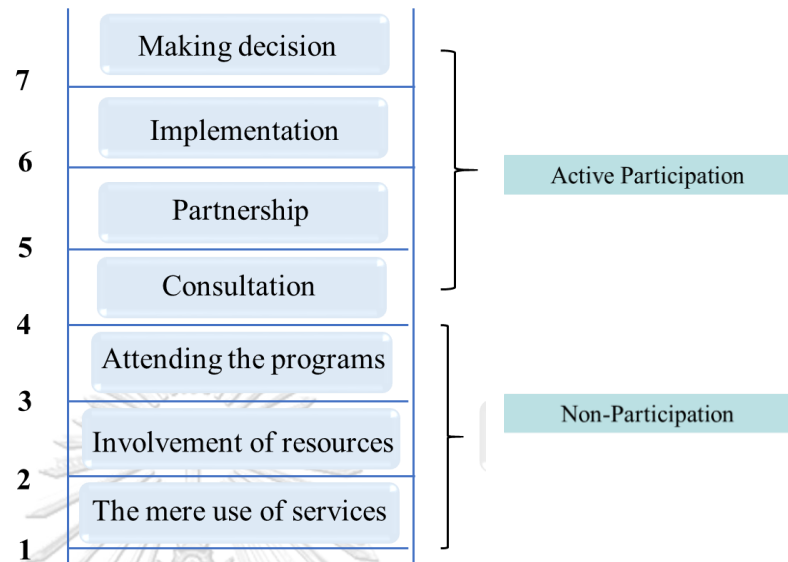 Making decision
7
Implementation
6
Active Participation
Partnership
5
Consultation
4
Attending the programs
3
Non-Participation
Involvement of resources
2
The mere use of services
1